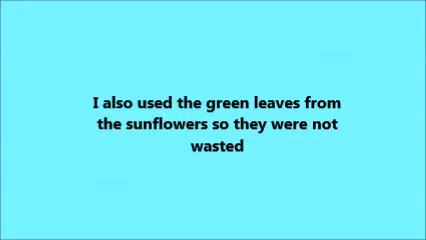 I also used the green leaves from
the sunflowers so they were not
wasted